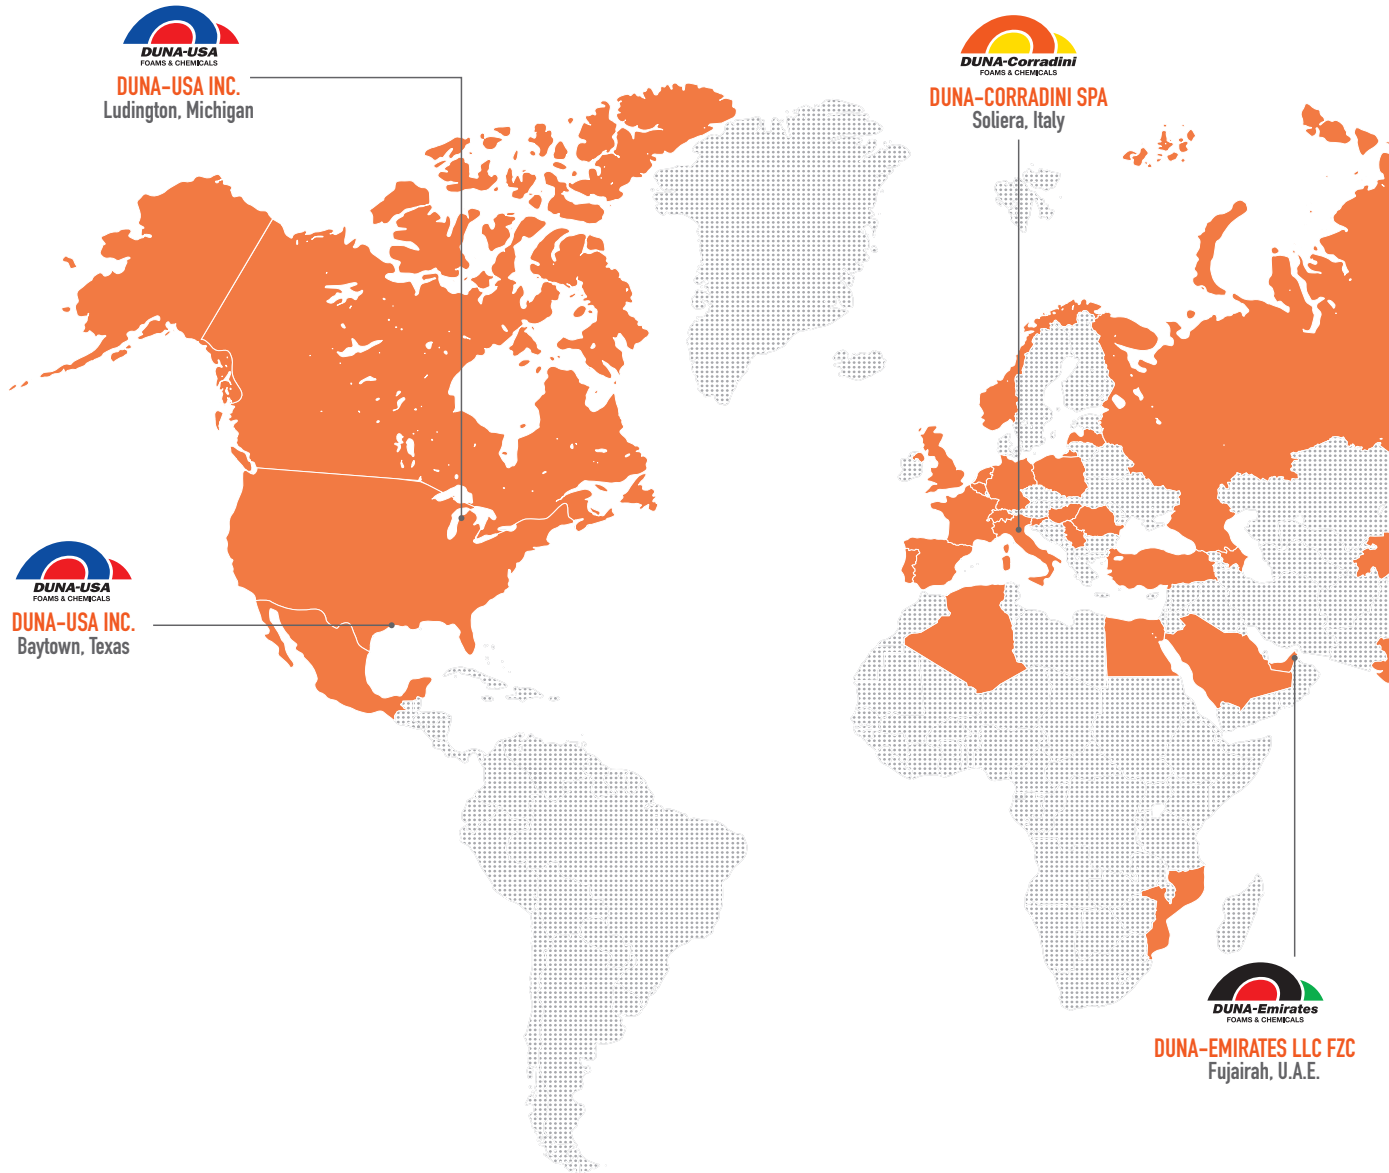 DUNA-USA
FOAMS & CHEMICALS
DUNA-USA INC.
Ludington, Michigan
DUNA-Corradini
FOAMS & CHEMICALS
DUNA-CORRADINI SPA
Soliera, Italy
DUNA-USA
FOAMS & CHEMICALS
DUNA-USA INC.
Baytown, Texas
DUNA-Emirates
FOAMS & CHEMICALS
DUNA-EMIRATES LLC FZC
Fujairah, U.A.E.